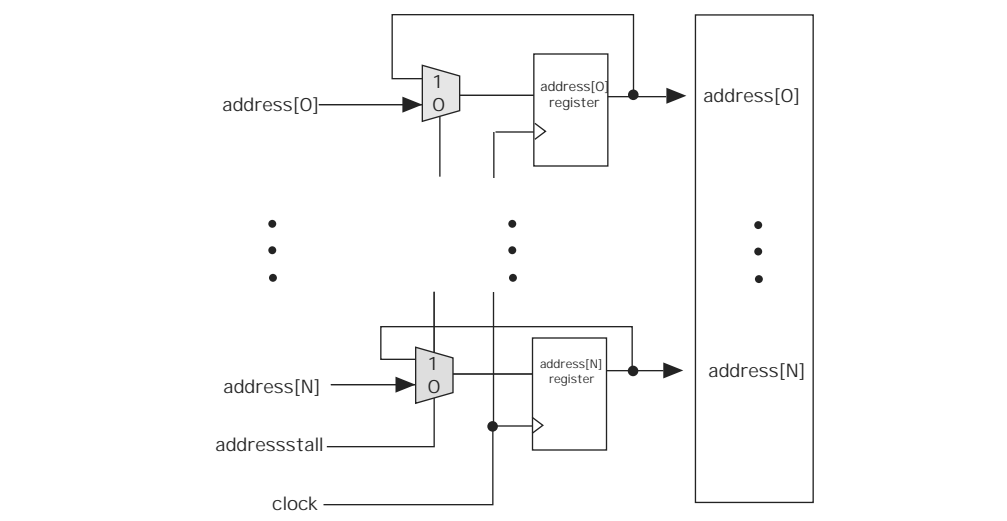 1
0
address[0]
address[0]
register
address[0]
1
0
address[N]
address[N]
register
address[N]
addressstall
clock